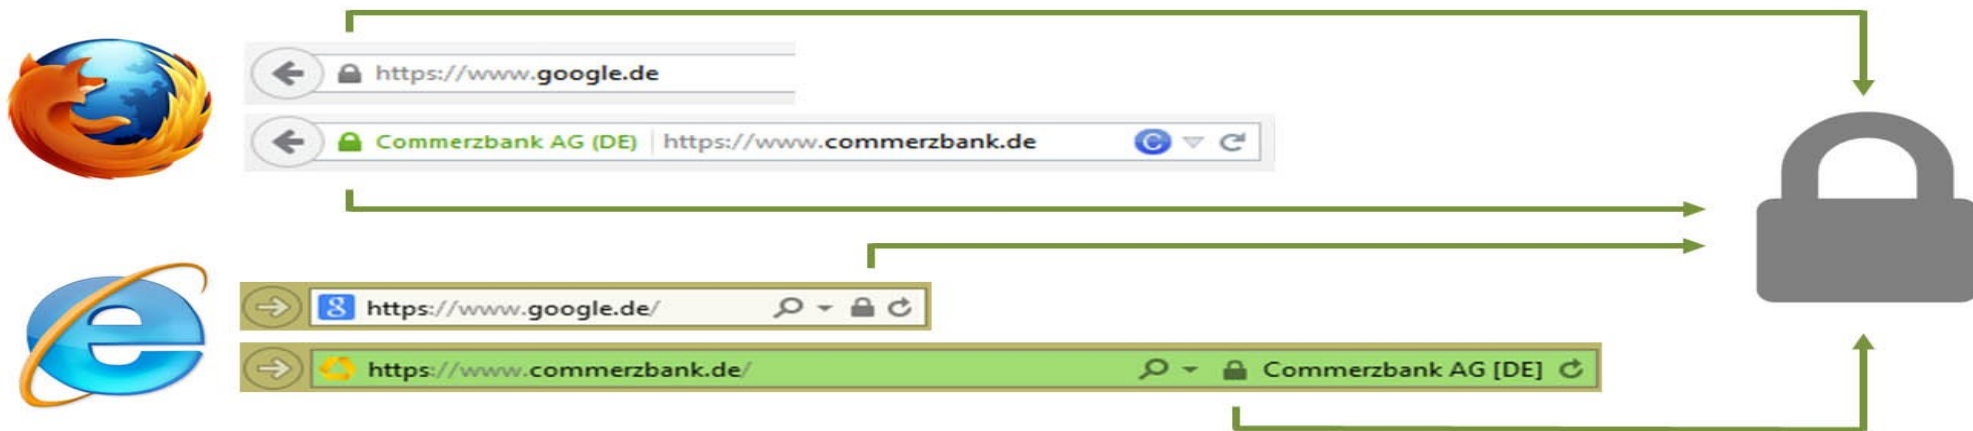 https://www.google.de
Commerzbank AG (DE) https://www.commerzbank.de
https://www.google.de/
https://www.commerzbank.de/ Commerzbank AG [DE]